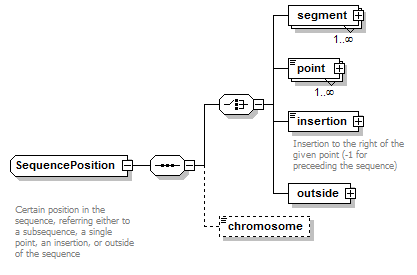 segment
1..∞
point
1..∞
insertion
Insertion to the right of the
given point (-1 for
preceeding the sequence)
SequencePosition
Certain position in the
sequence, referring either to
a subsequence, a single
point, an insertion, or outside
of the sequence
outside
chromosome